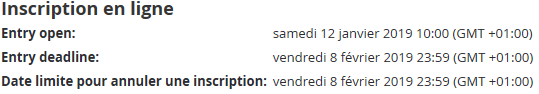 Inscription en ligne
Entry open: samedi 12 janvier 2019 10:00 (GMT +01:00)
Entry deadline: vendredi 8 février 2019 23:59 (GMT +01:00)
Date limite pour annuler une inscription: vendredi 8 février 2019 23:59 (GMT +01:00)